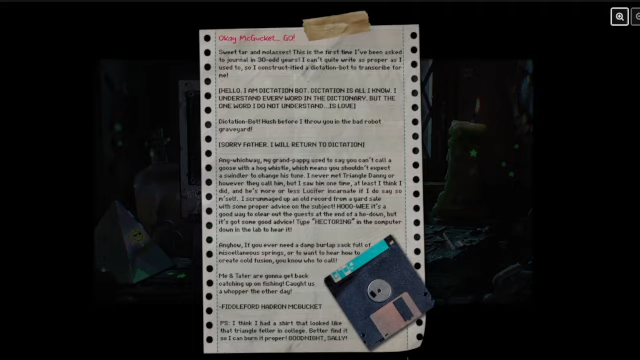 Okay McGucket... GO!
Sweet tar and molasses! This is the first time I've been asked
to journal in 30-odd years! I can't quite write as proper as I
used to, so I construct-ified a dictation-bot to transcribe for
me!
[HELLO. I AM DICTATION BOT. DICTATION IS ALL I KNOW. I
UNDERSTAND EVERY WORD IN THE DICTIONARY. BUT THE
ONE WORD I DO NOT UNDERSTAND...IS LOVE]
Dictation-Bot! Hush before I throw you in the bad robot
graveyard!
[SORRY FATHER. I WILL RETURN TO DICTATION]
Any-whichway, my grand-pappy used to say you can't call a
goose with a hog whistle, which means you shouldn't expect
a swindler to change his tune. I never met Triangle Danny or
however they call him, but I saw him one time, at least I think I
did, and he's more or less Lucifer incarnate if I do say so
m'self. I scrummaged up an old record from a yard sale
with some proper advice on the subject! HOOO-WEE it's a
good way to clear out the guests at the end of a ho-down, but
it's got some good advice! Type "HECTORING" in the computer
down in the lab to hear it!
Anyhow, If you ever need a damp burlap sack full of
miscellaneous springs, or to want to hear how to
create cold fusion, you know who to call!
Me & Tater are gonna get back
catching up on fishing! Caught us
a whopper the other day!
-FIDDLEFORD HADRON MCGUCKET
PS: I think I had a shirt that looked like
that triangle feller in college. Better find it
so I can burn it proper! GOODNIGHT, SALLY!